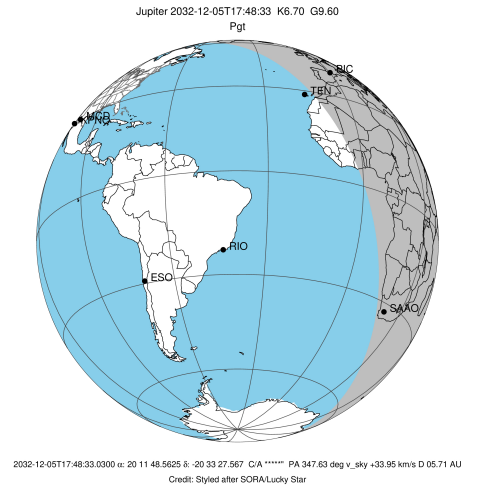 Jupiter 2032-12-05T17:48:33  K6.70  G9.60
Pgt
BIC
TEN
MCD
KPNO
RIO
ESO
SAAO
2032-12-05T17:48:33.0300 α: 20 11 48.5625 δ: -20 33 27.567  C/A *****"  PA 347.63 deg v_sky +33.95 km/s D 05.71 AU
Credit: Styled after SORA/Lucky Star